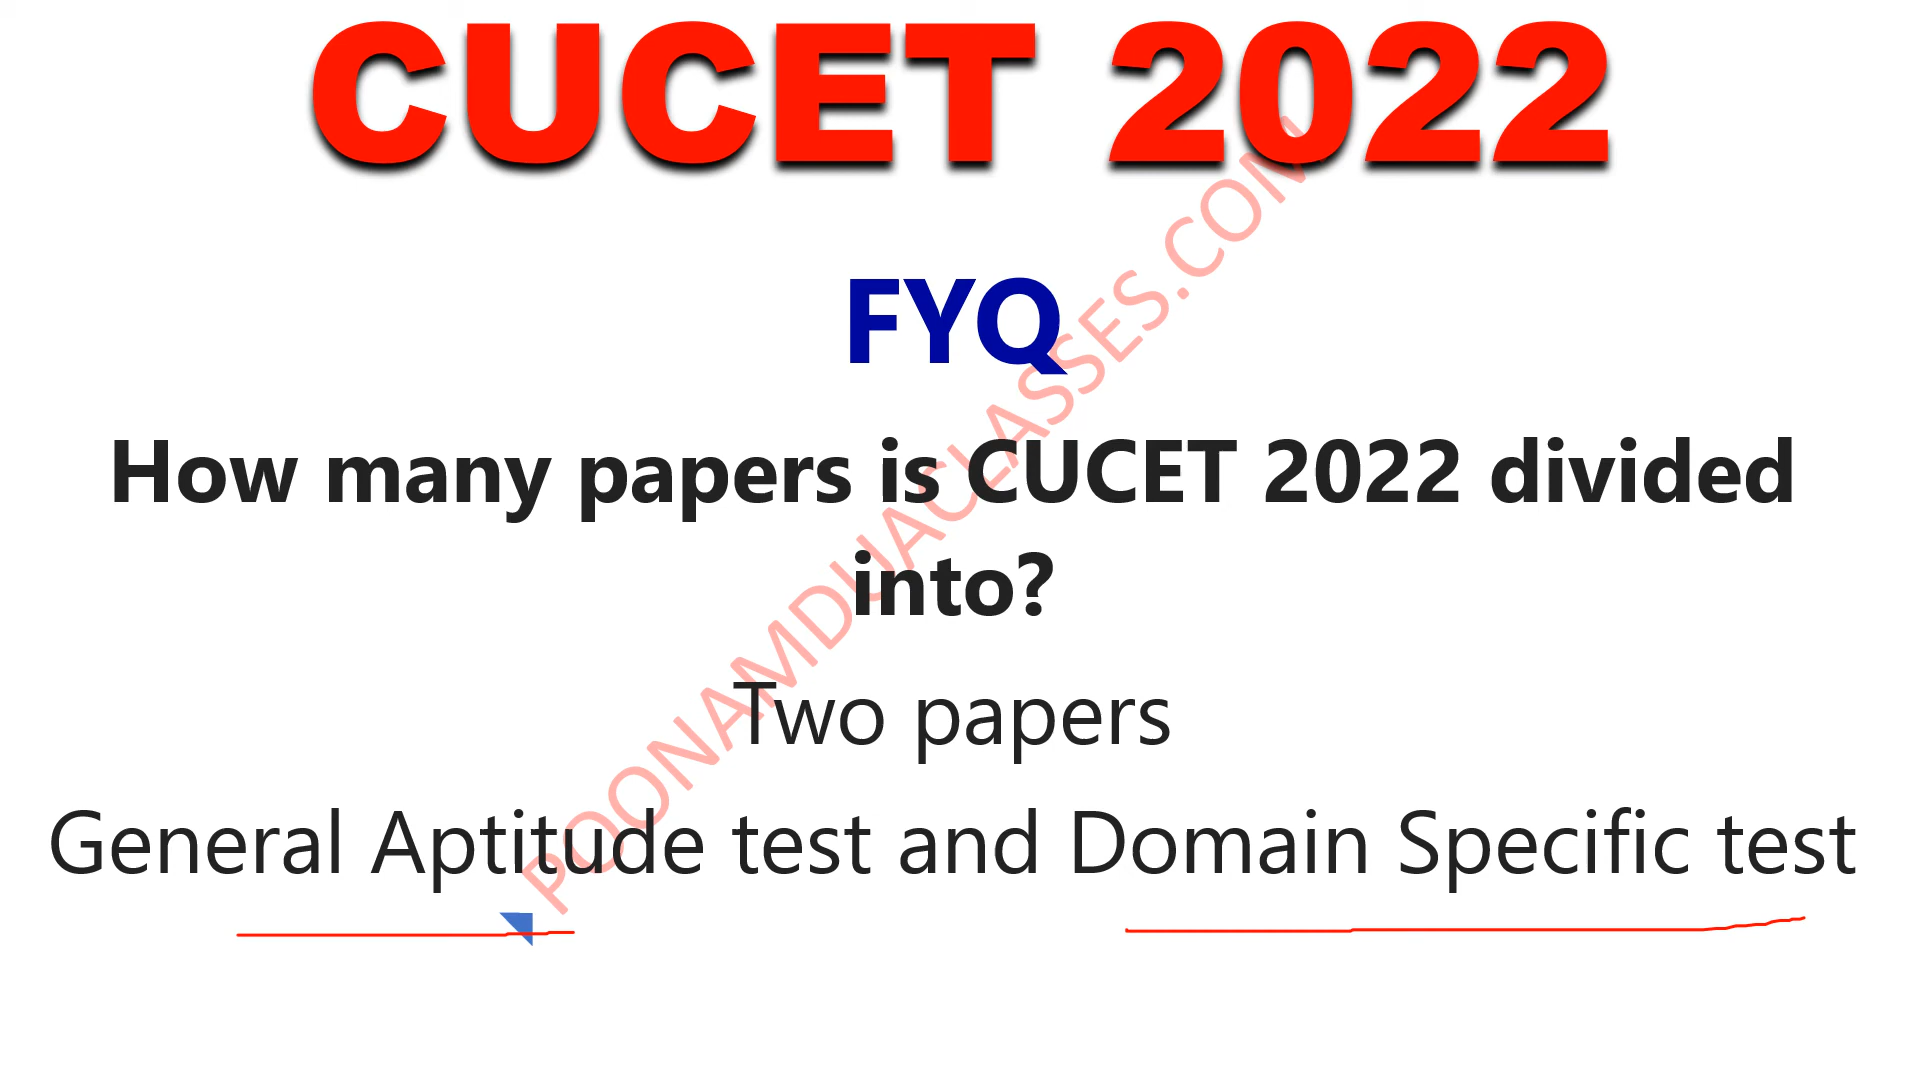 CUCET 2022
FYQ
How many papers is CUCET 2022 divided
into?
Two papers
General Aptitude test and Domain Specific test
POONAMDUACLASSES.COM